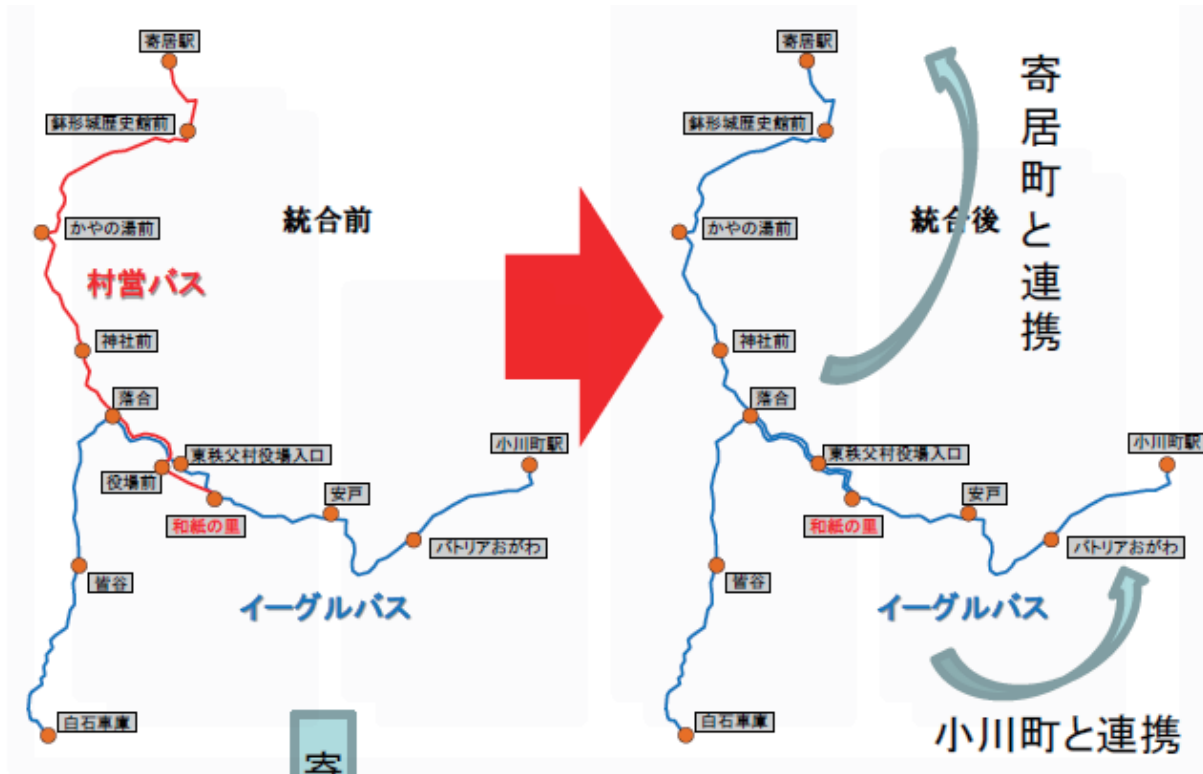 寄居駅
鉢形城歴史館前
かやの湯前
統合前
村営バス
神社前
落合
東秩父村役場入口
役場前
和紙の里
安戸
小川町駅
パトリアおがわ
皆谷
イーグルバス
白石車庫
寄
寄居駅
鉢形城歴史館前
かやの湯前
統合後
寄居町と連携
神社前
落合
東秩父村役場入口
和紙の里
安戸
小川町駅
パトリアおがわ
皆谷
イーグルバス
白石車庫
小川町と連携